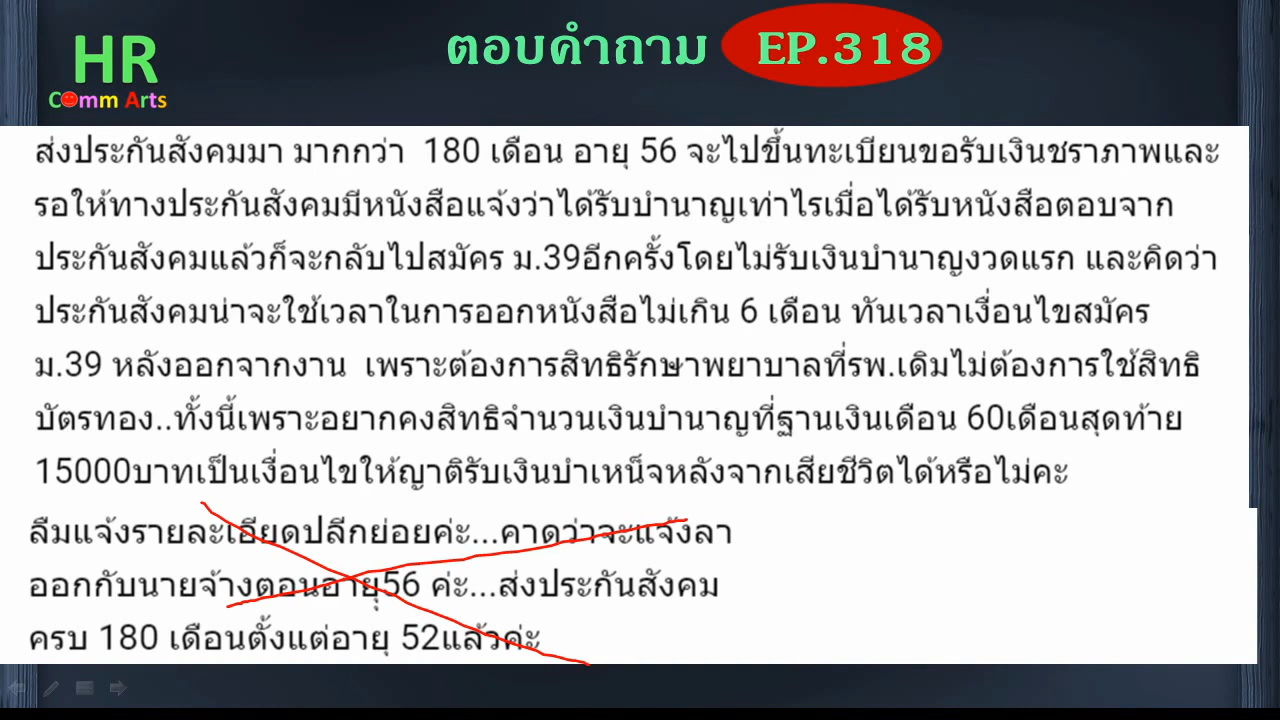 HR
Comm Arts
ตอบคำถาม EP.318
ส่งประกันสังคมมา มากกว่า 180 เดือน อายุ 56 จะไปขึ้นทะเบียนขอรับเงินชราภาพและ
รอให้ทางประกันสังคมมีหนังสือแจ้งว่าได้รับบำนาญเท่าไรเมื่อได้รับหนังสือตอบจาก
ประกันสังคมแล้วก็จะกลับไปสมัคร ม.39อีกครั้งโดยไม่รับเงินบำนาญงวดแรก และคิดว่า
ประกันสังคมน่าจะใช้เวลาในการออกหนังสือไม่เกิน 6 เดือน ทันเวลาเงื่อนไขสมัคร
ม.39 หลังออกจากงาน เพราะต้องการสิทธิรักษาพยาบาลที่รพ.เดิมไม่ต้องการใช้สิทธิ
บัตรทอง..ทั้งนี้เพราะอยากคงสิทธิจำนวนเงินบำนาญที่ฐานเงินเดือน 60เดือนสุดท้าย
15000บาทเป็นเงื่อนไขให้ญาติรับเงินบำเหน็จหลังจากเสียชีวิตได้หรือไม่คะ
ลืมแจ้งรายละเอียดปลีกย่อยค่ะ...คาดว่าจะแจ้งลา
ออกกับนายจ้างตอนอายุ56 ค่ะ...ส่งประกันสังคม
ครบ 180 เดือนตั้งแต่อายุ 52แล้วค่ะ